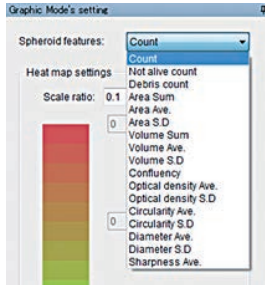 Graphic Mode's setting
Spheroid features: Count
Count
Not alive count
Debris count
Heat map settings
Area Sum
Scale ratio: 0.1
Area Ave.
Area S.D
0
Volume Sum
Volume Ave.
Volume S.D
Confluency
Optical density Ave.
Optical density S.D
Circularity Ave.
0
Circularity S.D
Diameter Ave.
Diameter S.D
Sharpness Ave.